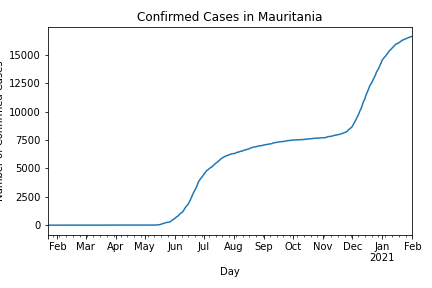 Confirmed Cases in Mauritania
Number of Confirmed Cases
15000
12500
10000
7500
5000
2500
0
Feb Mar Apr May Jun Jul Aug Sep Oct Nov Dec Jan Feb
2021
Day